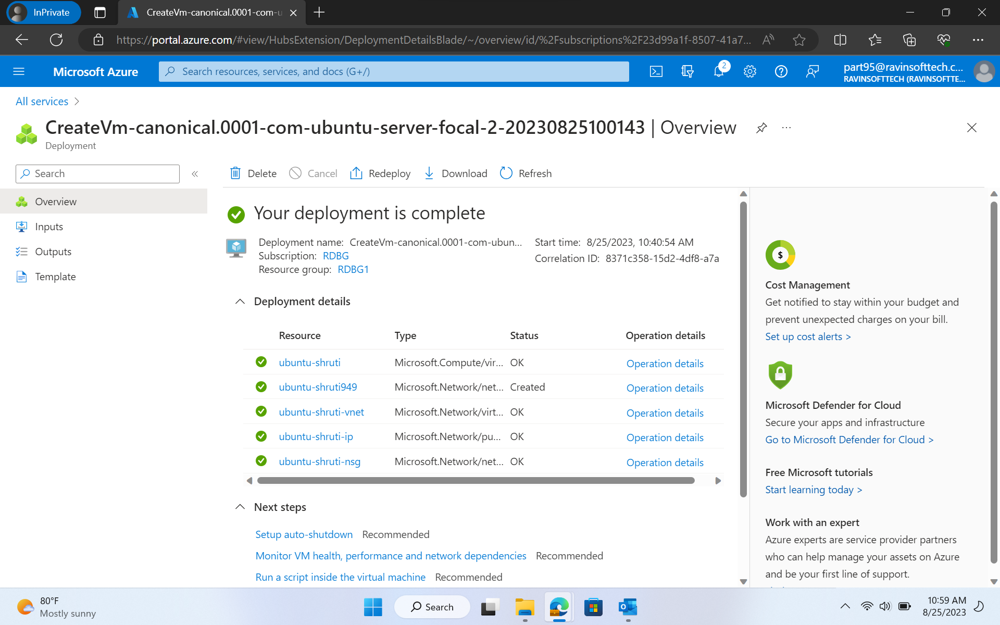 InPrivate
CreateVm-canonical.0001-com-u
https://portal.azure.com/#view/HubsExtension/DeploymentDetailsBlade/~/overview/id/%2Fsubscriptions%2F23d99a1f-8507-41a7...
Microsoft Azure
Search resources, services, and docs (G+/)
2
part95@ravinsofttech.c...
RAVINSOFTTECH (RAVINSOFTTE...
All services
CreateVm-canonical.0001-com-ubuntu-server-focal-2-20230825100143 | Overview
Deployment
Search
Delete
Cancel
Redeploy
Download
Refresh
Overview
Inputs
Outputs
Template
Your deployment is complete
Deployment name: CreateVm-canonical.0001-com-ubun...
Subscription: RDBG
Resource group: RDBG1
Start time: 8/25/2023, 10:40:54 AM
Correlation ID: 8371c358-15d2-4df8-a7a
Deployment details
Resource Type Status Operation details
ubuntu-shruti Microsoft.Compute/vir... OK Operation details
ubuntu-shruti949 Microsoft.Network/net... Created Operation details
ubuntu-shruti-vnet Microsoft.Network/virt... OK Operation details
ubuntu-shruti-ip Microsoft.Network/pu... OK Operation details
ubuntu-shruti-nsg Microsoft.Network/net... OK Operation details
Next steps
Setup auto-shutdown Recommended
Monitor VM health, performance and network dependencies Recommended
Run a script inside the virtual machine Recommended
$
Cost Management
Get notified to stay within your budget and
prevent unexpected charges on your bill.
Set up cost alerts >
Microsoft Defender for Cloud
Secure your apps and infrastructure
Go to Microsoft Defender for Cloud >
Free Microsoft tutorials
Start learning today >
Work with an expert
Azure experts are service provider partners
who can help manage your assets on Azure
and be your first line of support.
80°F
Mostly sunny
Search
10:59 AM
8/25/2023